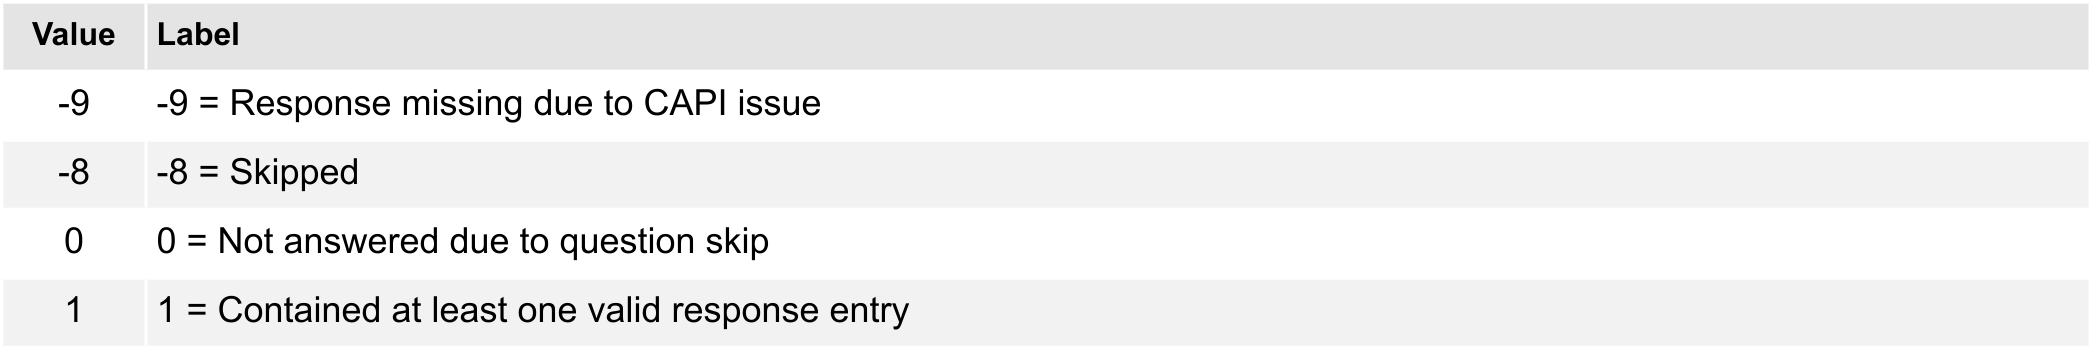 Value Label
-9 -9 = Response missing due to CAPI issue
-8 -8 = Skipped
0 0 = Not answered due to question skip
1 1 = Contained at least one valid response entry